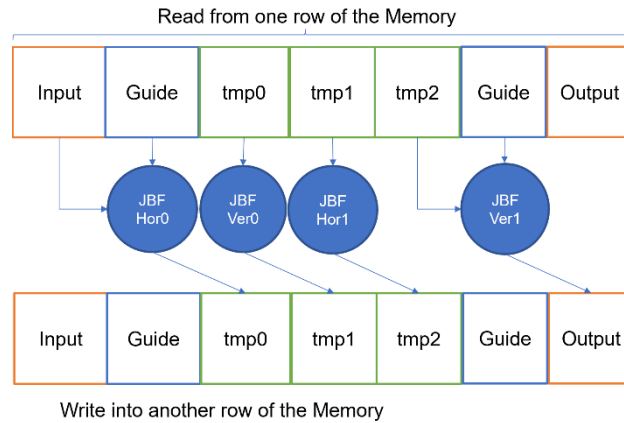 Read from one row of the Memory
Input Guide tmp0 tmp1 tmp2 Guide Output
JBF JBF JBF JBF
Hor0 Ver0 Hor1 Ver1
Input Guide tmp0 tmp1 tmp2 Guide Output
Write into another row of the Memory